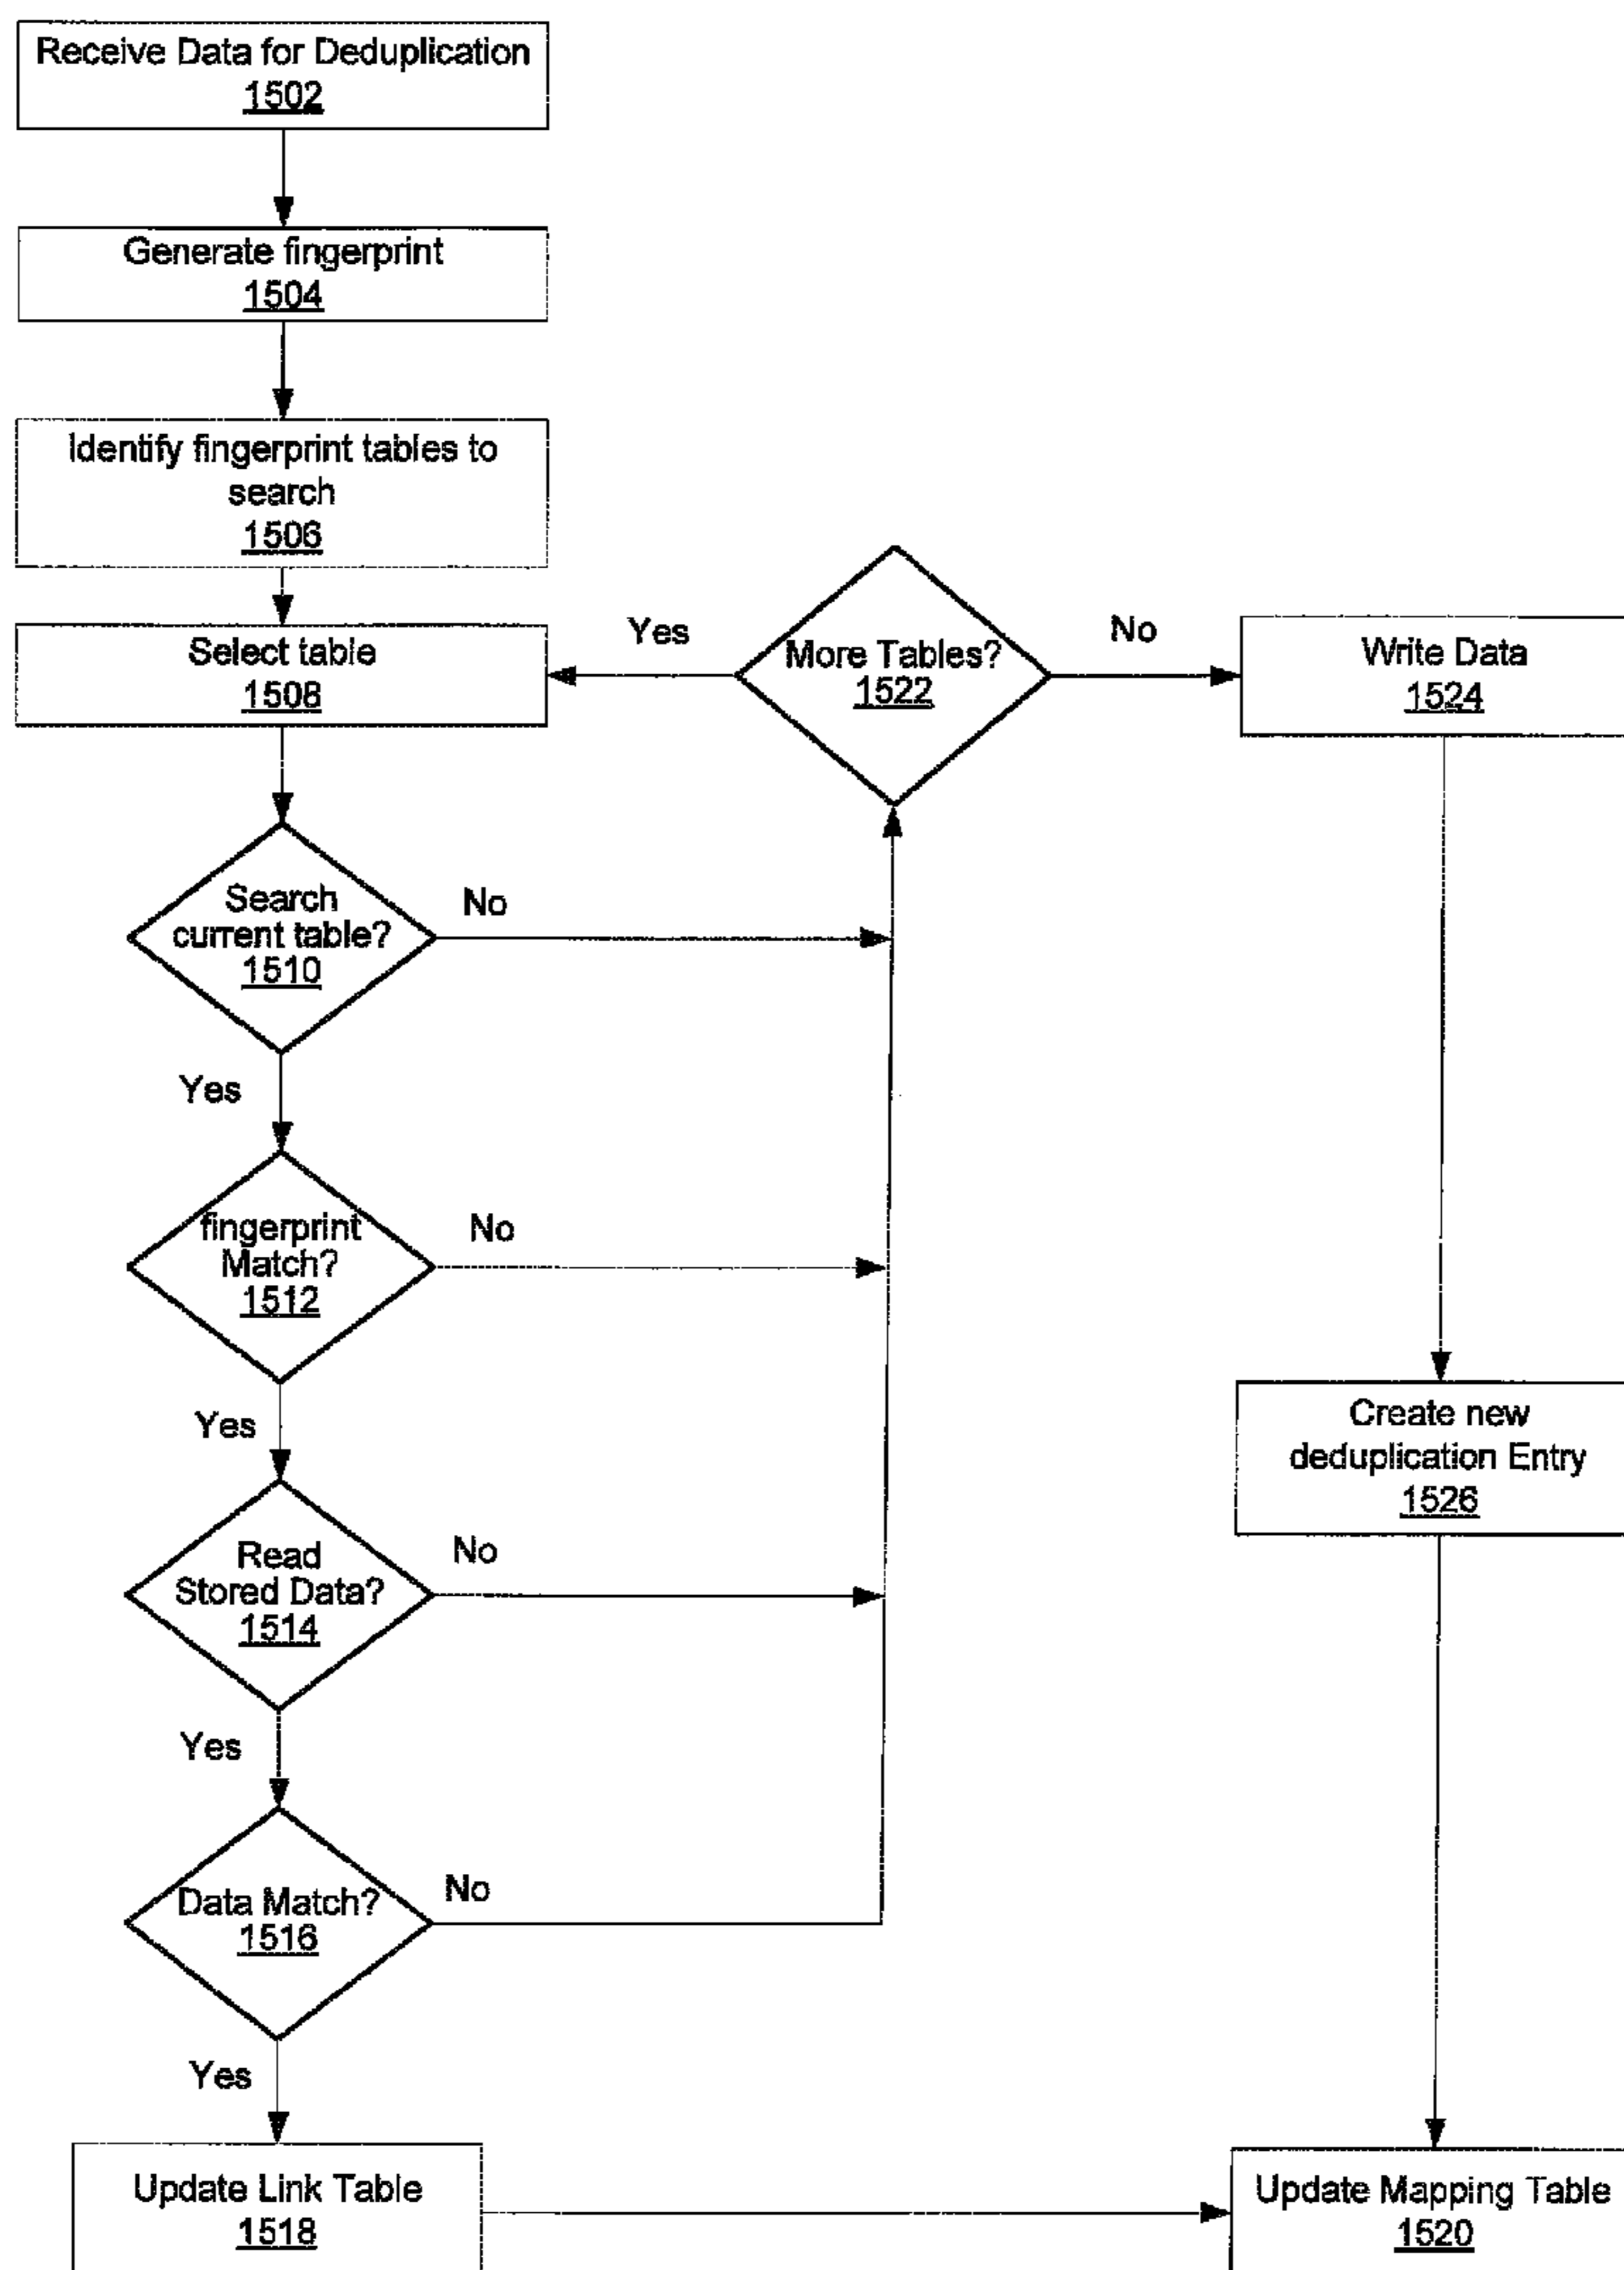 Receive Data for Deduplication
1502
Generate fingerprint
1504
Identify fingerprint tables to
search
1506
Select table
1508
Yes
More Tables?
1522
No
Write Data
1524
Search
current table?
1510
No
Yes
fingerprint
Match?
1512
No
Yes
Create new
deduplication Entry
1526
Read
Stored Data?
1514
No
Yes
Data Match?
1516
No
Yes
Update Link Table
1518
Update Mapping Table
1520